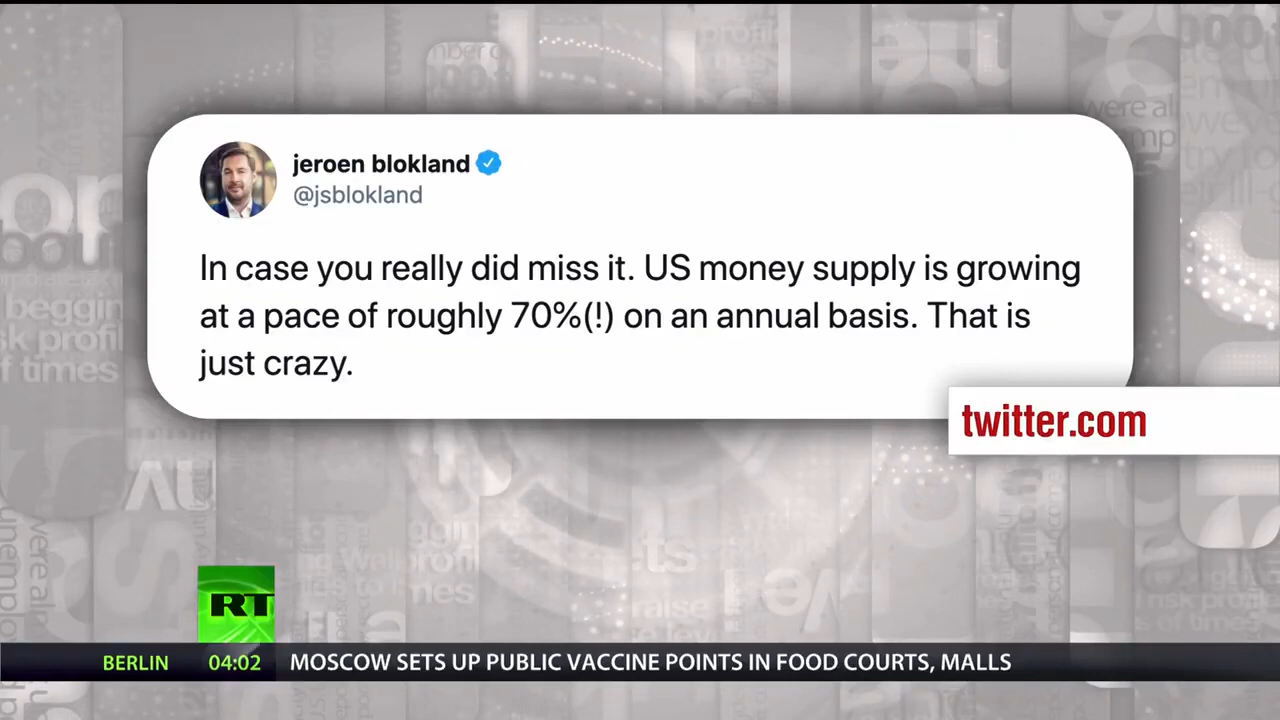 jeroen blokland
@jsblokland
In case you really did miss it. US money supply is growing
at a pace of roughly 70%(!) on an annual basis. That is
just crazy.
twitter.com
RT
BERLIN 04:02 MOSCOW SETS UP PUBLIC VACCINE POINTS IN FOOD COURTS, MALLS